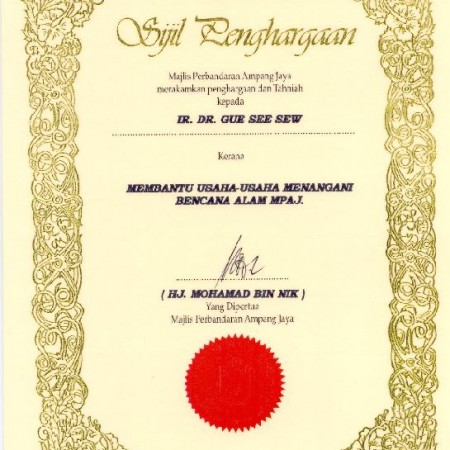 Sijil Penghargaan
Majlis Perbandaran Ampang Jaya
merakamkan penghargaan dan Tahniah
kepada
IR. DR. GUE SEE SEW
Kerana
MEMBANTU USAHA-USAHA MENANGANI
BENCANA ALAM MPAJ.
( HJ. MOHAMAD BIN NIK )
Yang Dipertua
Majlis Perbandaran Ampang Jaya